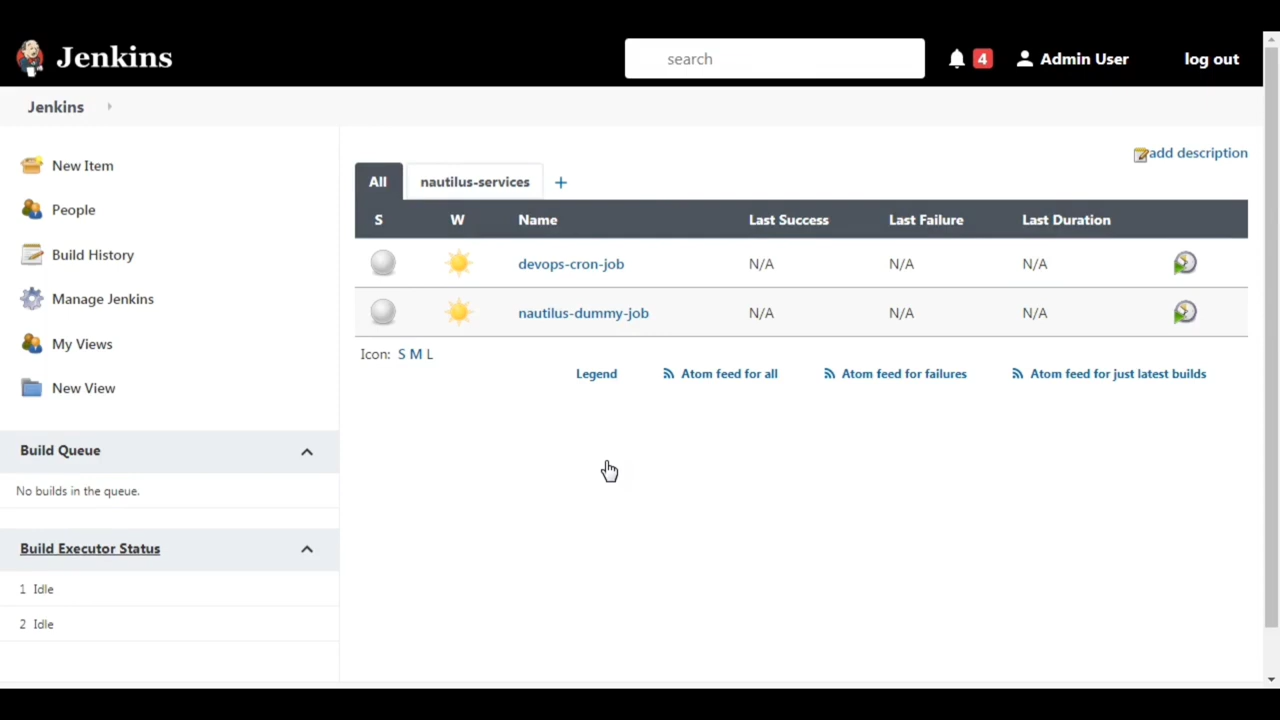 Jenkins
search
4
Admin User
log out
Jenkins
New Item
People
Build History
Manage Jenkins
My Views
New View
Build Queue
No builds in the queue.
Build Executor Status
1 Idle
2 Idle
add description
All nautilus-services +
S W Name Last Success Last Failure Last Duration
devops-cron-job N/A N/A N/A
nautilus-dummy-job N/A N/A N/A
Icon: S M L
Legend Atom feed for all Atom feed for failures Atom feed for just latest builds